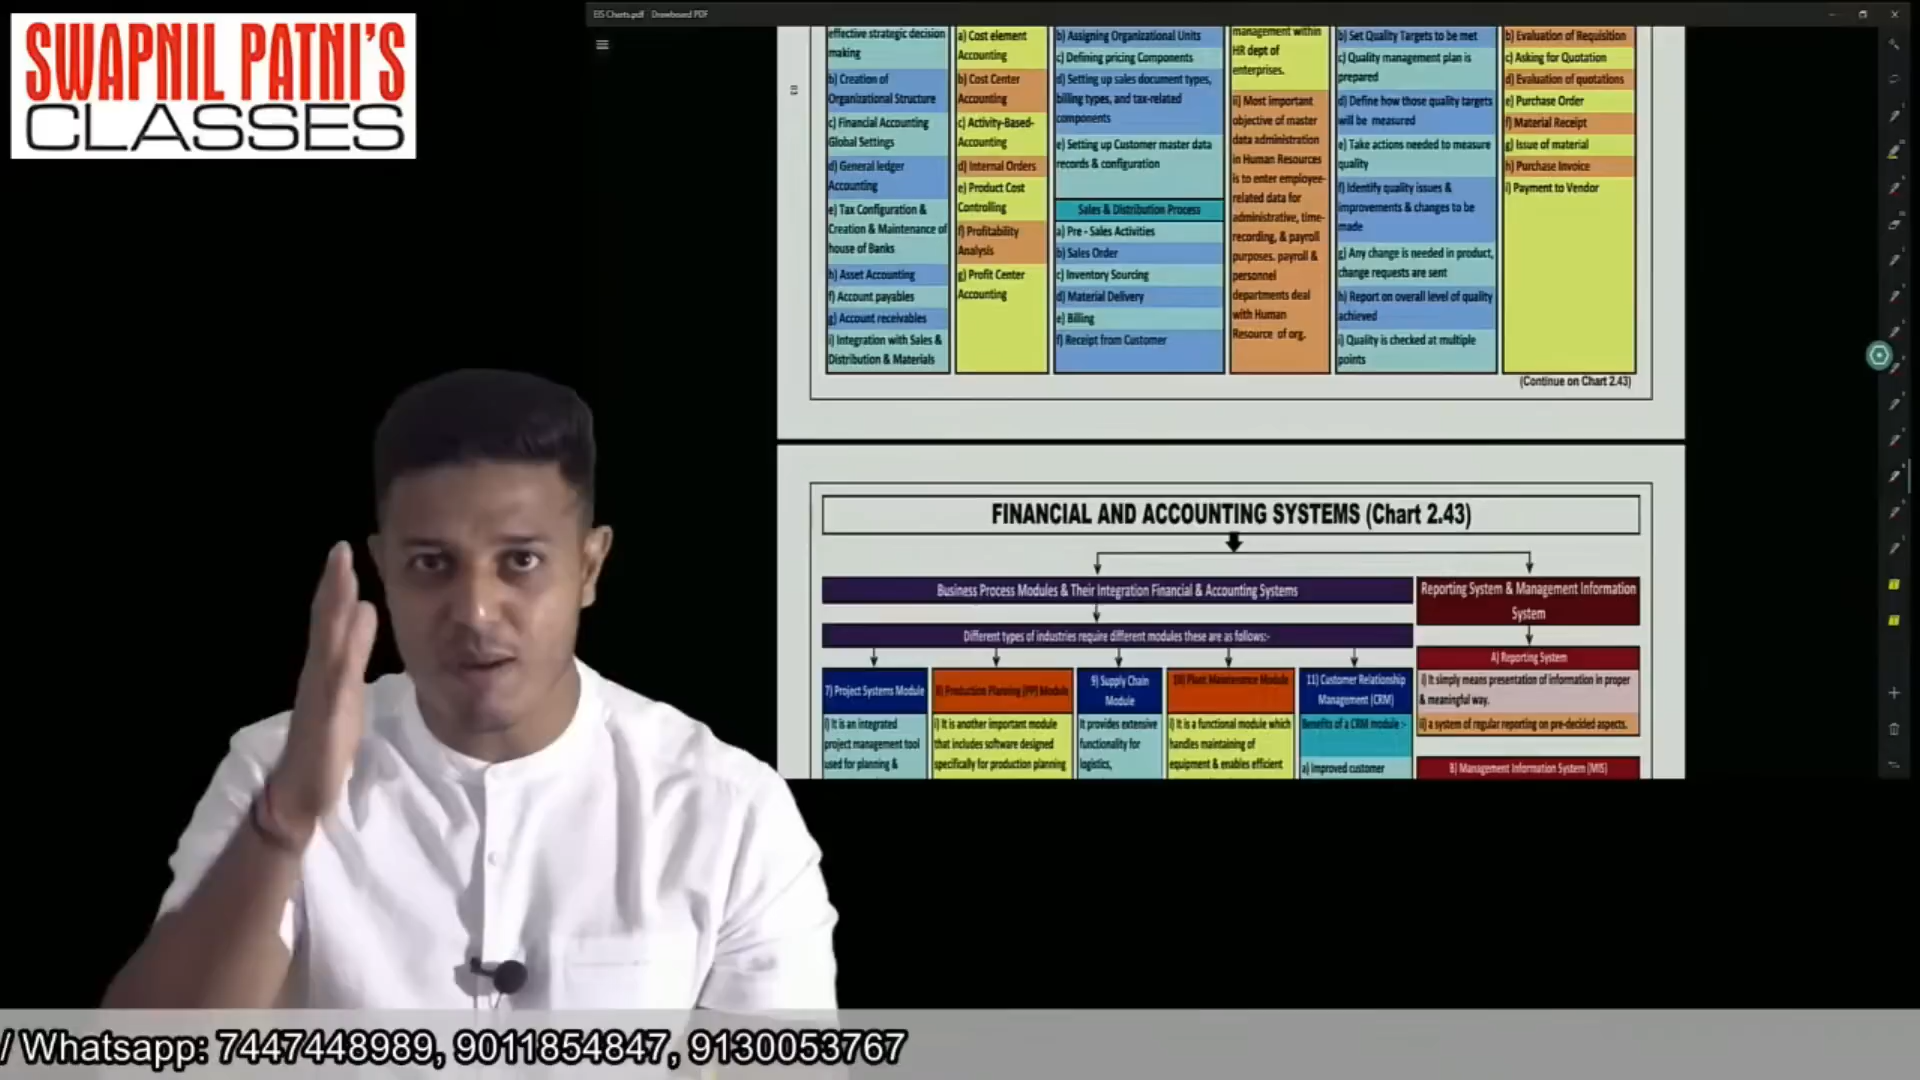 SWAPNIL PATNI'S
CLASSES
EIS Charts.pdf | Drawboard PDF
effective strategic decision
making
b) Creation of
Organizational Structure
c) Financial Accounting
Global Settings
d) General ledger
Accounting
e) Tax Configuration &
Creation & Maintenance of
house of Banks
h) Asset Accounting
f) Account payables
g) Account receivables
i) Integration with Sales &
Distribution & Materials
a) Cost element
Accounting
b) Cost Center
Accounting
c) Activity-Based-
Accounting
d) Internal Orders
e) Product Cost
Controlling
f) Profitability
Analysis
g) Profit Center
Accounting
b) Assigning Organizational Units
c) Defining pricing Components
d) Setting up sales document types,
billing types, and tax-related
components
e) Setting up Customer master data
records & configuration
Sales & Distribution Process
a) Pre - Sales Activities
b) Sales Order
c) Inventory Sourcing
d) Material Delivery
e) Billing
f) Receipt from Customer
management within
HR dept of
enterprises.
ii) Most important
objective of master
data administration
in Human Resources
is to enter employee-
related data for
administrative, time-
recording, & payroll
purposes. payroll &
personnel
departments deal
with Human
Resource of org.
b) Set Quality Targets to be met
c) Quality management plan is
prepared
d) Define how those quality targets
will be measured
e) Take actions needed to measure
quality
f) Identify quality issues &
improvements & changes to be
made
g) Any change is needed in product,
change requests are sent
h) Report on overall level of quality
achieved
i) Quality is checked at multiple
points
b) Evaluation of Requisition
c) Asking for Quotation
d) Evaluation of quotations
e) Purchase Order
f) Material Receipt
g) Issue of material
h) Purchase Invoice
i) Payment to Vendor
(Continue on Chart 2.43)
FINANCIAL AND ACCOUNTING SYSTEMS (Chart 2.43)
Business Process Modules & Their Integration Financial & Accounting Systems
Different types of industries require different modules these are as follows:-
7) Project Systems Module
i) It is an integrated
project management tool
used for planning &
8) Production Planning (PP) Module
i) It is another important module
that includes software designed
specifically for production planning
9) Supply Chain
Module
It provides extensive
functionality for
logistics,
10) Plant Maintenance Module
i) It is a functional module which
handles maintaining of
equipment & enables efficient
11) Customer Relationship
Management (CRM)
Benefits of a CRM module :-
a) Improved customer
Reporting System & Management Information
System
A) Reporting System
i) It simply means presentation of information in proper
& meaningful way.
ii) a system of regular reporting on pre-decided aspects.
B) Management Information System (MIS)
/ Whatsapp: 7447448989, 9011854847, 9130053767